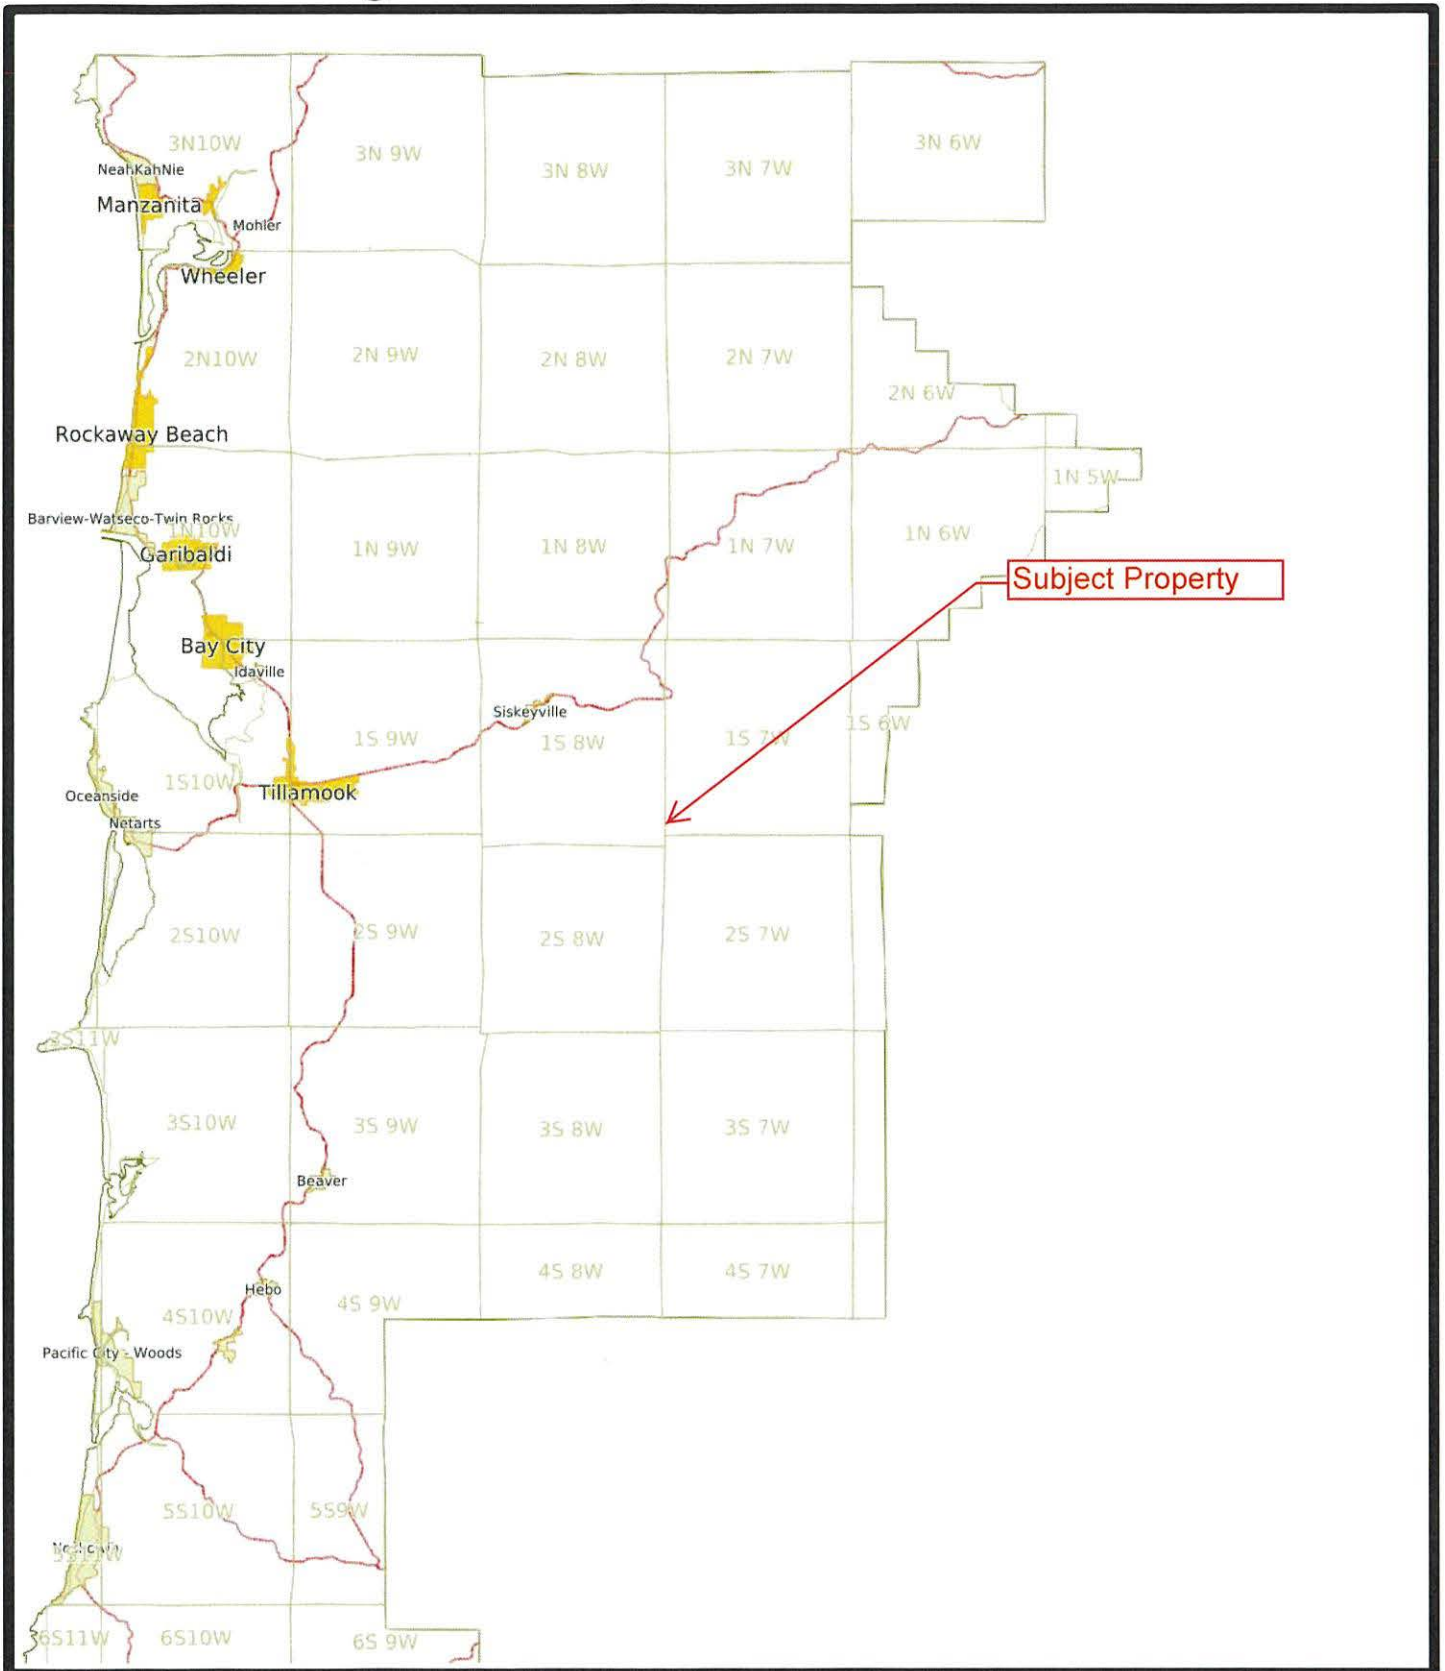 3N10W
3N 9W
3N 8W
3N 7W
3N 6W
NeahKahNie
Manzanita
Mohler
Wheeler
2N10W
2N 9W
2N 8W
2N 7W
2N 6W
Rockaway Beach
1N 5W
Barview-Watseco-Twin Rocks
1N10W
Garibaldi
1N 9W
1N 8W
1N 7W
1N 6W
Subject Property
Bay City
Idaville
Siskeyville
1S 9W
1S 8W
1S 7W
1S 6W
1S10W
Tillamook
Oceanside
Netarts
2S10W
2S 9W
2S 8W
2S 7W
3S11W
3S10W
3S 9W
3S 8W
3S 7W
Beaver
4S 8W
4S 7W
Hebo
4S10W
4S 9W
Pacific City - Woods
5S10W
5S9W
5S11W
6S11W
6S10W
6S 9W